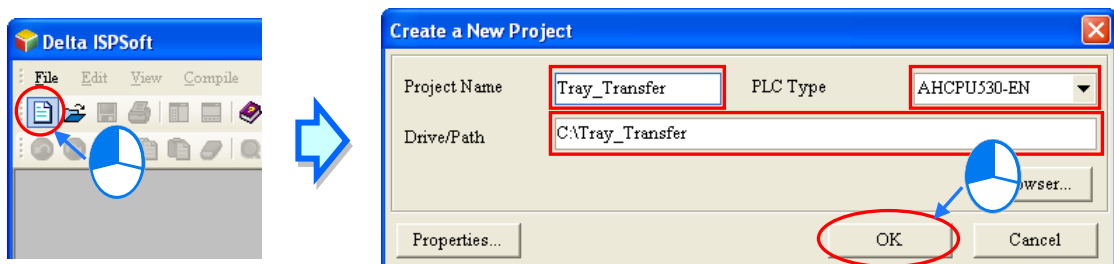 Delta ISPSoft
File Edit View Compile
Create a New Project
Project Name Tray_Transfer PLC Type AHCPU530-EN
Drive/Path C:\Tray_Transfer
Properties... OK Cancel